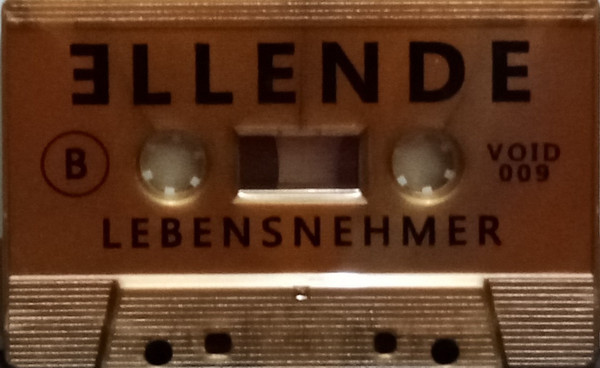 ƎLLENDE
B
VOID
009
LEBENSNEHMER